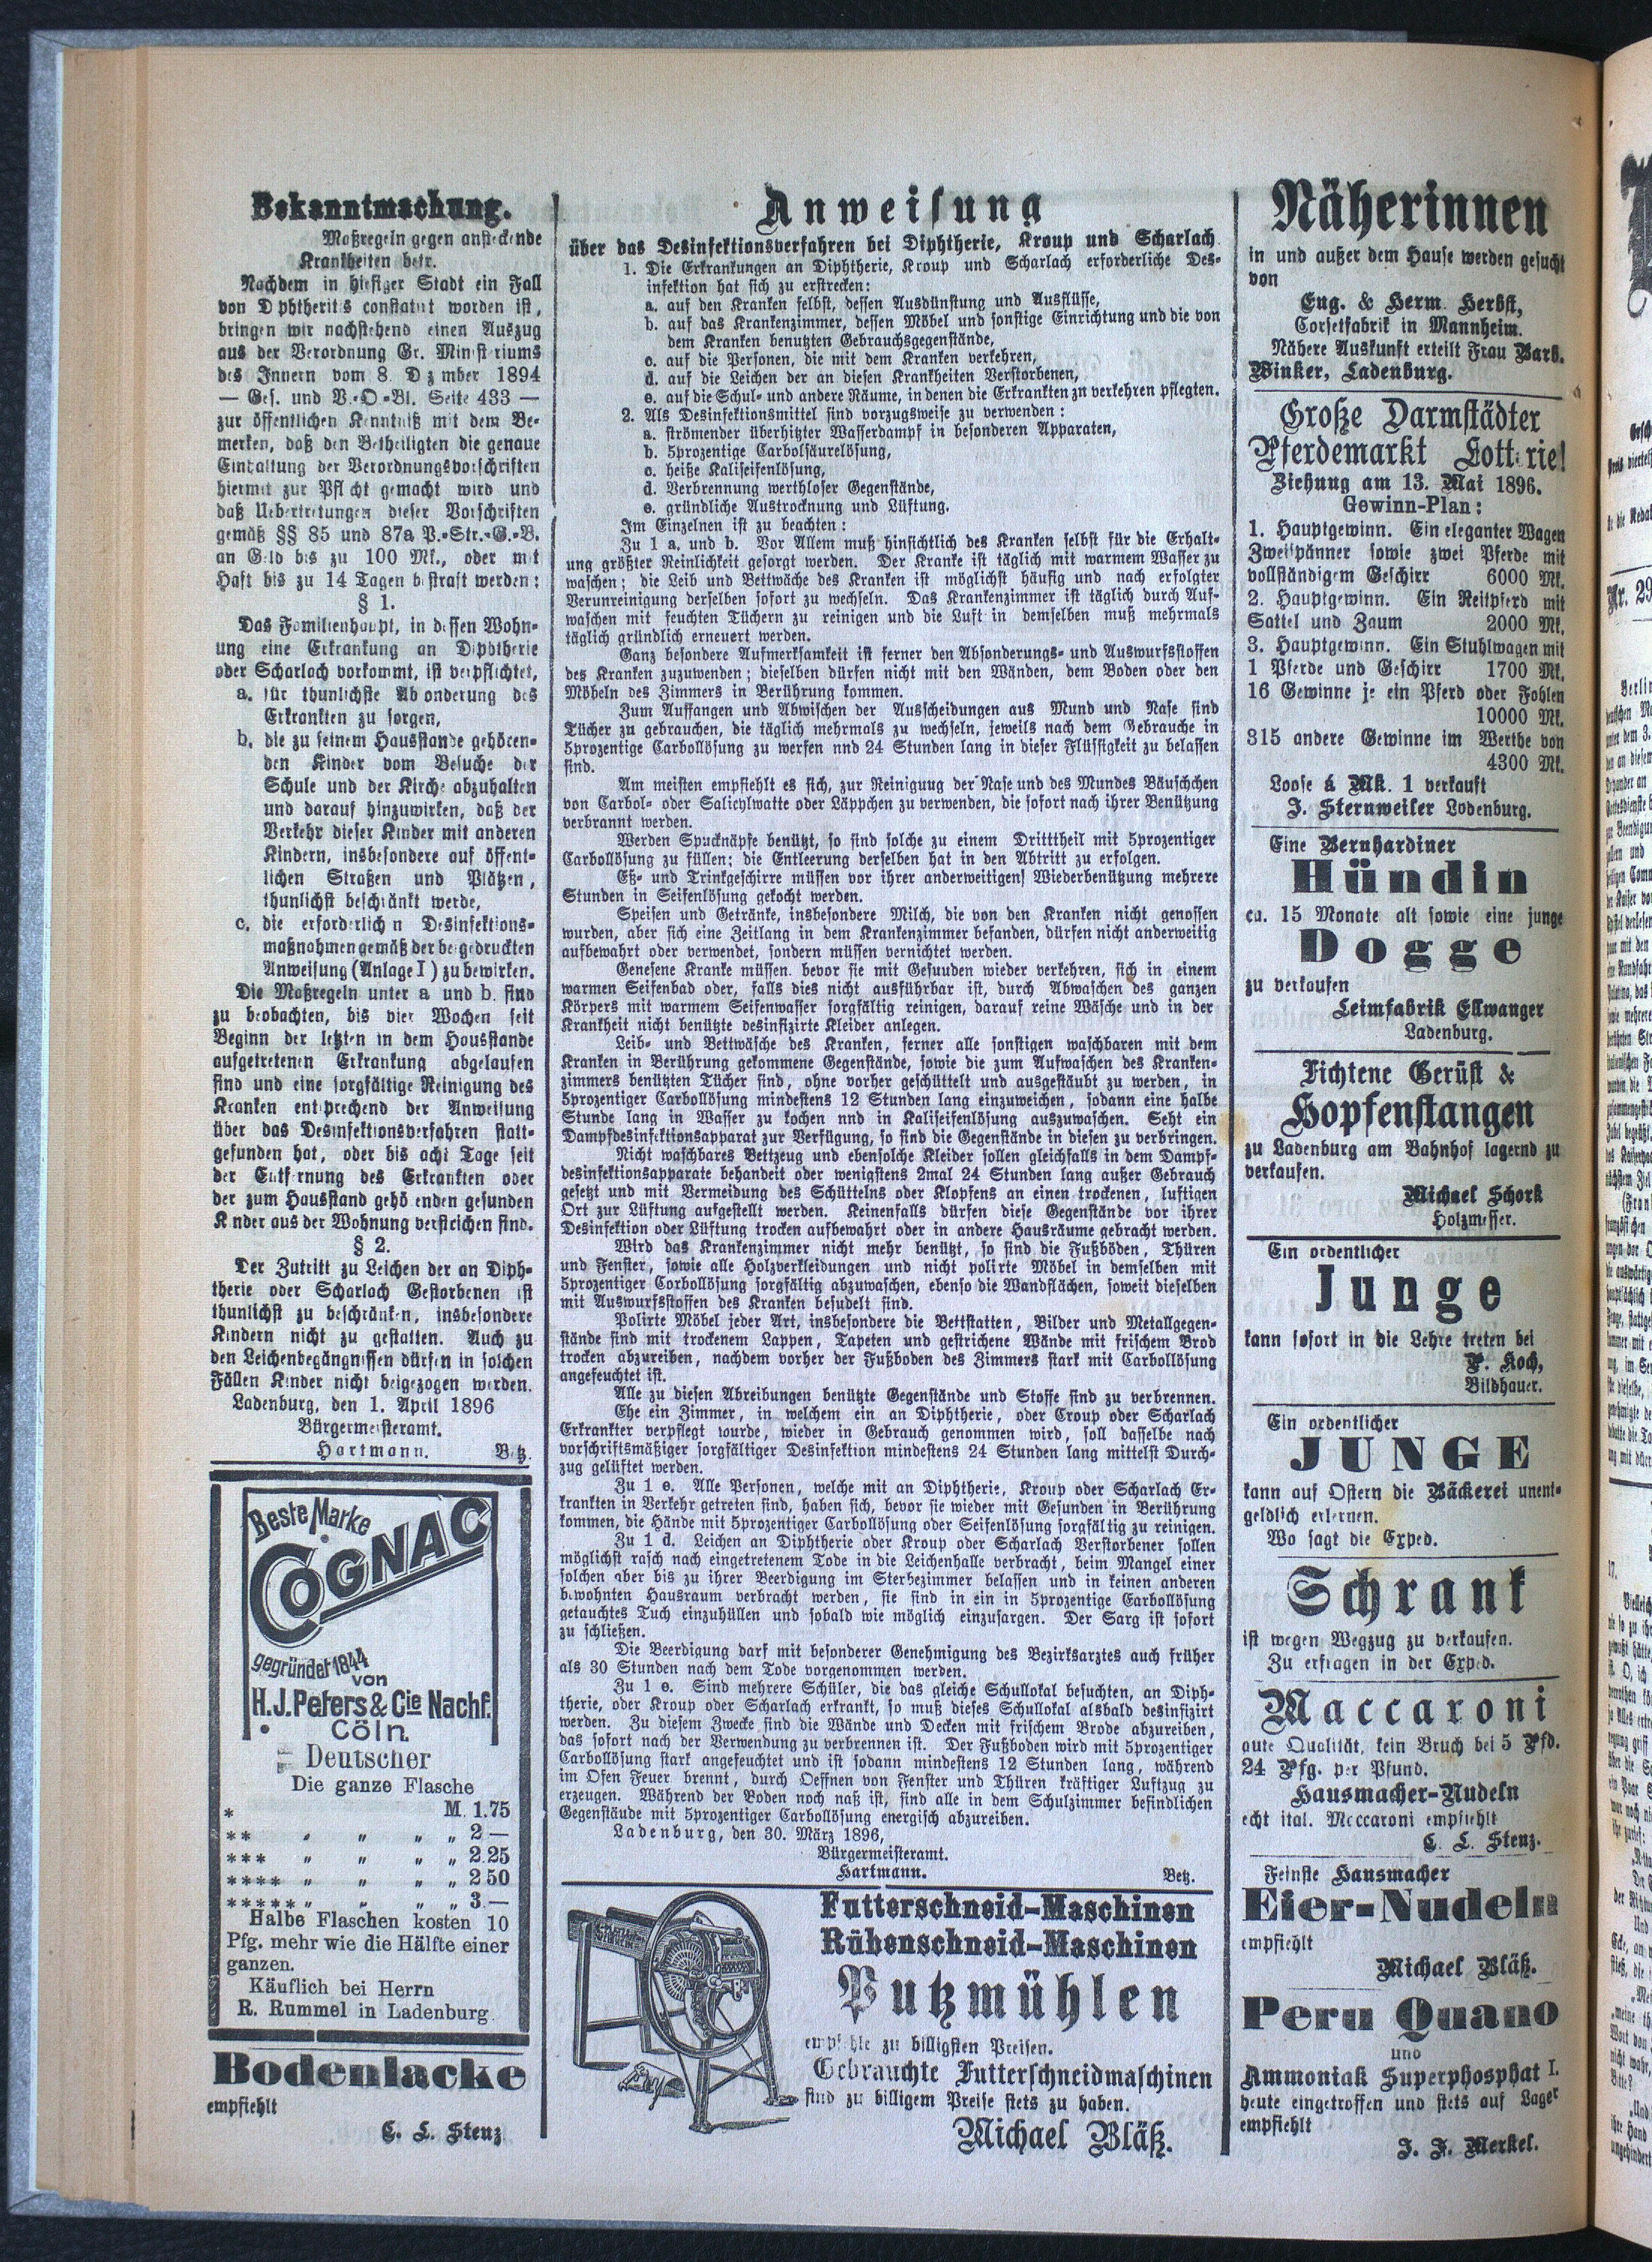 Bekanntmachung.
Maßregeln gegen ansteckende
Krankheiten betr.
Nachdem in hiesiger Stadt ein Fall
von Diphtheritis constatirt worden ist,
bringen wir nachstehend einen Auszug
aus der Verordnung Gr. Ministeriums
des Innern vom 8. Dezember 1894
— Ges. und V.-O.-Bl. Seite 433 —
zur öffentlichen Kenntniß mit dem Be-
merken, daß den Betheiligten die genaue
Einhaltung der Verordnungsvorschriften
hiermit zur Pflicht gemacht wird und
daß Uebertretungen dieser Vorschriften
gemäß §§ 85 und 87a P.-Str.-G.-B.
an Geld bis zu 100 Mk., oder mit
Haft bis zu 14 Tagen bestraft werden:
§ 1.
Das Familienhaupt, in dessen Wohn-
ung eine Erkrankung an Diphtherie
oder Scharlach vorkommt, ist verpflichtet,
a. für thunlichste Absonderung des
Erkrankten zu sorgen,
b. die zu seinem Hausstande gehören-
den Kinder vom Besuche der
Schule und der Kirche abzuhalten
und darauf hinzuwirken, daß der
Verkehr dieser Kinder mit anderen
Kindern, insbesondere auf öffent-
lichen Straßen und Plätzen,
thunlichst beschränkt werde,
c. die erforderlichen Desinfektions-
maßnahmen gemäß der beigedruckten
Anweisung (Anlage I) zu bewirken.
Die Maßregeln unter a und b. sind
zu beobachten, bis vier Wochen seit
Beginn der letzten in dem Hausstande
aufgetretenen Erkrankung abgelaufen
sind und eine sorgfältige Reinigung des
Kranken entsprechend der Anweisung
über das Desinfektionsverfahren statt-
gefunden hat, oder bis acht Tage seit
der Entfernung des Erkrankten oder
der zum Hausstand gehörenden gesunden
Kinder aus der Wohnung verstrichen sind.
§ 2.
Der Zutritt zu Leichen der an Diph-
therie oder Scharlach Gestorbenen ist
thunlichst zu beschränken, insbesondere
Kindern nicht zu gestatten. Auch zu
den Leichenbegängnissen dürfen in solchen
Fällen Kinder nicht beigezogen werden.
Ladenburg, den 1. April 1896
Bürgermeisteramt.
Hartmann. Betz.
Beste Marke
COGNAC
gegründet 1844
von
H.J. Peters & Cie Nachf.
Cöln.
Deutscher
Die ganze Flasche
* M. 1.75
** " " " " 2.—
*** " " " " 2.25
**** " " " " 2 50
***** " " " " 3.—
Halbe Flaschen kosten 10
Pfg. mehr wie die Hälfte einer
ganzen.
Käuflich bei Herrn
R. Rummel in Ladenburg
Bodenlacke
empfiehlt
C. L. Stenz
Anweisung
über das Desinfektionsverfahren bei Diphtherie, Kroup und Scharlach
1. Die Erkrankungen an Diphtherie, Kroup und Scharlach erforderliche Des-
infektion hat sich zu erstrecken:
a. auf den Kranken selbst, dessen Ausdünstung und Ausflüsse,
b. auf das Krankenzimmer, dessen Möbel und sonstige Einrichtung und die von
dem Kranken benutzten Gebrauchsgegenstände,
c. auf die Personen, die mit dem Kranken verkehren,
d. auf die Leichen der an diesen Krankheiten Verstorbenen,
e. auf die Schul- und andere Räume, in denen die Erkrankten zu verkehren pflegten.
2. Als Desinfektionsmittel sind vorzugsweise zu verwenden:
a. strömender überhitzter Wasserdampf in besonderen Apparaten,
b. 5prozentige Carbolsäurelösung,
c. heiße Kaliseifenlösung,
d. Verbrennung werthloser Gegenstände,
e. gründliche Austrocknung und Lüftung.
Im Einzelnen ist zu beachten:
Zu 1 a. und b. Vor Allem muß hinsichtlich des Kranken selbst für die Erhalt-
ung größter Reinlichkeit gesorgt werden. Der Kranke ist täglich mit warmem Wasser zu
waschen; die Leib und Bettwäche des Kranken ist möglichst häufig und nach erfolgter
Verunreinigung derselben sofort zu wechseln. Das Krankenzimmer ist täglich durch Auf-
waschen mit feuchten Tüchern zu reinigen und die Luft in demselben muß mehrmals
täglich gründlich erneuert werden.
Ganz besondere Aufmerksamkeit ist ferner den Absonderungs- und Auswurfsstoffen
des Kranken zuzuwenden; dieselben dürfen nicht mit den Wänden, dem Boden oder den
Möbeln des Zimmers in Berührung kommen.
Zum Auffangen und Abwischen der Ausscheidungen aus Mund und Nase sind
Tücher zu gebrauchen, die täglich mehrmals zu wechseln, jeweils nach dem Gebrauche in
5prozentige Carbollösung zu werfen nnd 24 Stunden lang in dieser Flüssigkeit zu belassen
sind.
Am meisten empfiehlt es sich, zur Reinigung der Nase und des Mundes Bäuschchen
von Carbol- oder Salicylwatte oder Läppchen zu verwenden, die sofort nach ihrer Benützung
verbrannt werden.
Werden Spucknäpfe benützt, so sind solche zu einem Dritttheil mit 5prozentiger
Carbollösung zu füllen; die Entleerung derselben hat in den Abtritt zu erfolgen.
Eß- und Trinkgeschirre müssen vor ihrer anderweitigens Wiederbenützung mehrere
Stunden in Seifenlösung gekocht werden.
Speisen und Getränke, insbesondere Milch, die von den Kranken nicht genossen
wurden, aber sich eine Zeitlang in dem Krankenzimmer befanden, dürfen nicht anderweitig
aufbewahrt oder verwendet, sondern müssen vernichtet werden.
Genesene Kranke müssen. bevor sie mit Gesuuden wieder verkehren, sich in einem
warmen Seifenbad oder, falls dies nicht ausführbar ist, durch Abwaschen des ganzen
Körpers mit warmem Seifenwasser sorgfältig reinigen, darauf reine Wäsche und in der
Krankheit nicht benützte desinfizirte Kleider anlegen.
Leib- und Bettwäsche des Kranken, ferner alle sonstigen waschbaren mit dem
Kranken in Berührung gekommene Gegenstände, sowie die zum Aufwaschen des Kranken-
zimmers benützten Tücher sind, ohne vorher geschüttelt und ausgestäubt zu werden, in
5prozentiger Carbollösung mindestens 12 Stunden lang einzuweichen, sodann eine halbe
Stunde lang in Wasser zu kochen nnd in Kaliseifenlösung auszuwaschen. Seht ein
Dampfdesinfektionsapparat zur Verfügung, so sind die Gegenstände in diesen zu verbringen.
Nicht waschbares Bettzeug und ebensolche Kleider sollen gleichfalls in dem Dampf-
desinfektionsapparate behandeit oder wenigstens 2mal 24 Stunden lang außer Gebrauch
gesetzt und mit Vermeidung des Schüttelns oder Klopfens an einen trockenen, luftigen
Ort zur Lüftung aufgestellt werden. Keinenfalls dürfen diese Gegenstände vor ihrer
Desinfektion oder Lüftung trocken aufbewahrt oder in andere Hausräume gebracht werden.
Wird das Krankenzimmer nicht mehr benützt, so sind die Fußböden, Thüren
und Fenster, sowie alle Holzverkleidungen und nicht polirte Möbel in demselben mit
5prozentiger Carbollösung sorgfältig abzuwaschen, ebenso die Wandflächen, soweit dieselben
mit Auswurfsstoffen des Kranken besudelt sind.
Polirte Möbel jeder Art, insbesondere die Bettstatten, Bilder und Metallgegen-
stände sind mit trockenem Lappen, Tapeten und gestrichene Wände mit frischem Brod
trocken abzureiben, nachdem vorher der Fußboden des Zimmers stark mit Carbollösung
angefeuchtet ist.
Alle zu diesen Abreibungen benützte Gegenstände und Stoffe sind zu verbrennen.
Ehe ein Zimmer, in welchem ein an Diphtherie, oder Croup oder Scharlach
Erkrankter verpflegt wurde, wieder in Gebrauch genommen wird, soll dasselbe nach
vorschriftsmäßiger sorgfältiger Desinfektion mindestens 24 Stunden lang mittelst Durch-
zug gelüftet werden.
Zu 1 e. Alle Personen, welche mit an Diphtherie, Kroup oder Scharlach Er-
krankten in Verkehr getreten sind, haben sich, bevor sie wieder mit Gesunden in Berührung
kommen, die Hände mit 5prozentiger Carbollösung oder Seifenlösung sorgfältig zu reinigen.
Zu 1 d. Leichen an Diphtherie oder Kroup oder Scharlach Verstorbener sollen
möglichst rasch nach eingetretenem Tode in die Leichenhalle verbracht, beim Mangel einer
solchen aber bis zu ihrer Beerdigung im Sterbezimmer belassen und in keinen anderen
bewohnten Hausraum verbracht werden, sie sind in ein in 5prozentige Carbollösung
getauchtes Tuch einzuhüllen und sobald wie möglich einzusargen. Der Sarg ist sofort
zu schließen.
Die Beerdigung darf mit besonderer Genehmigung des Bezirksarztes auch früher
als 30 Stunden nach dem Tode vorgenommen werden.
Zu 1 e. Sind mehrere Schüler, die das gleiche Schullokal besuchten, an Diph-
therie, oder Kroup oder Scharlach erkrankt, so muß dieses Schullokal alsbald desinfizirt
werden. Zu diesem Zwecke sind die Wände und Decken mit frischem Brode abzureiben,
das sofort nach der Verwendung zu verbrennen ist. Der Fußboden wird mit 5prozentiger
Carbollösung stark angefeuchtet und ist sodann mindestens 12 Stunden lang, während
im Ofen Feuer brennt, durch Oeffnen von Fenster und Thüren kräftiger Luftzug zu
erzeugen. Während der Boden noch naß ist, sind alle in dem Schulzimmer befindlichen
Gegenstäude mit 5prozentiger Carbollösung energisch abzureiben.
Ladenburg, den 30. März 1896,
Bürgermeisteramt.
Hartmann. Betz.
Futterschneid-Maschinen
Rübenschneid-Maschinen
Putzmühlen
empfehle zu billigsten Preisen.
Gebrauchte Futterschneidmaschinen
sind zu billigem Preise stets zu haben.
Michael Bläß.
Näherinnen
in und außer dem Hause werden gesucht
von
Eug. & Herm. Herbst,
Corsetfabrik in Mannheim.
Nähere Auskunft erteilt Frau Barb.
Winker, Ladenburg.
Große Darmstädter
Pferdemarkt Lotterie!
Ziehung am 13. Mai 1896.
Gewinn-Plan:
1. Hauptgewinn. Ein eleganter Wagen
Zweispänner sowie zwei Pferde mit
vollständigem Geschirr 6000 Mk.
2. Hauptgewinn. Ein Reitpferd mit
Sattel und Zaum 2000 Mk.
3. Hauptgewinn. Ein Stuhlwagen mit
1 Pferde und Geschirr 1700 Mk.
16 Gewinne je ein Pferd oder Fohlen
10000 Mk.
315 andere Gewinne im Werthe von
4300 Mk.
Loose á Mk. 1 verkauft
J. Sternweiler Ladenburg.
Eine Bernhardiner
Hündin
ca. 15 Monate alt sowie eine junge
Dogge
zu verkaufen
Leimfabrik Ellwanger
Ladenburg.
Fichtene Gerüst &
Hopfenstangen
zu Ladenburg am Bahnhof lagernd zu
verkaufen.
Michael Schork
Holzmesser.
Ein ordentlicher
Junge
kann sofort in die Lehre treten bei
P. Koch,
Bildhauer.
Ein ordentlicher
JUNGE
kann auf Ostern die Bäckerei unent-
geldlich erlernen.
Wo sagt die Exped.
Schrank
ist wegen Wegzug zu verkaufen.
Zu erfragen in der Exped.
Maccaroni
gute Qualität, kein Bruch bei 5 Pfd.
24 Pfg. per Pfund.
Hausmacher-Nudeln
echt ital. Maccaroni empfiehlt
C. L. Stenz.
Feinste Hausmacher
Eier-Nudeln
empfiehlt
Michael Bläß.
Peru Quano
und
Ammoniak Superphosphat I.
heute eingetroffen und stets auf Lager
empfiehlt
J. F. Merkel.